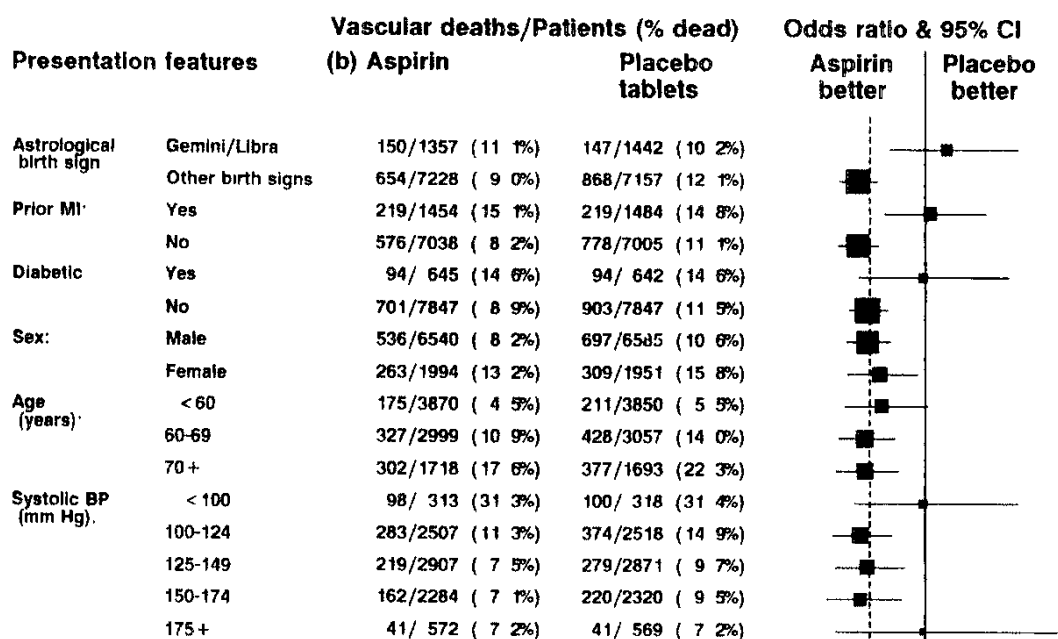 Vascular deaths/Patients (% dead) Odds ratio & 95% CI
Presentation features (b) Aspirin Placebo tablets Aspirin better Placebo better
Astrological birth sign Gemini/Libra 150/1357 (11 1%) 147/1442 (10 2%)
Other birth signs 654/7228 ( 9 0%) 868/7157 (12 1%)
Prior MI· Yes 219/1454 (15 1%) 219/1484 (14 8%)
No 576/7038 ( 8 2%) 778/7005 (11 1%)
Diabetic Yes 94/ 645 (14 6%) 94/ 642 (14 6%)
No 701/7847 ( 8 9%) 903/7847 (11 5%)
Sex: Male 536/6540 ( 8 2%) 697/6585 (10 6%)
Female 263/1994 (13 2%) 309/1951 (15 8%)
Age (years)· <60 175/3870 ( 4 5%) 211/3850 ( 5 5%)
60-69 327/2999 (10 9%) 428/3057 (14 0%)
70+ 302/1718 (17 6%) 377/1693 (22 3%)
Systolic BP (mm Hg). <100 98/ 313 (31 3%) 100/ 318 (31 4%)
100-124 283/2507 (11 3%) 374/2518 (14 9%)
125-149 219/2907 ( 7 5%) 279/2871 ( 9 7%)
150-174 162/2284 ( 7 1%) 220/2320 ( 9 5%)
175+ 41/ 572 ( 7 2%) 41/ 569 ( 7 2%)